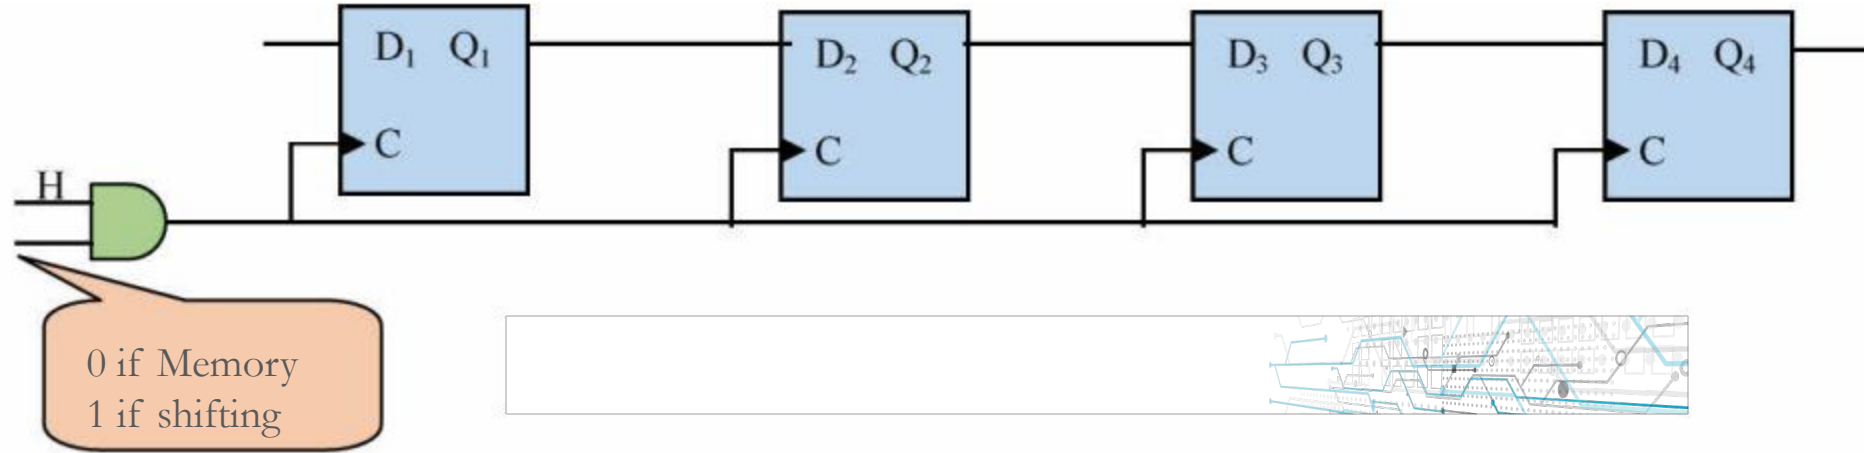 D₁ Q₁
D₂ Q₂
D₃ Q₃
D₄ Q₄
C
C
C
C
H
0 if Memory
1 if shifting